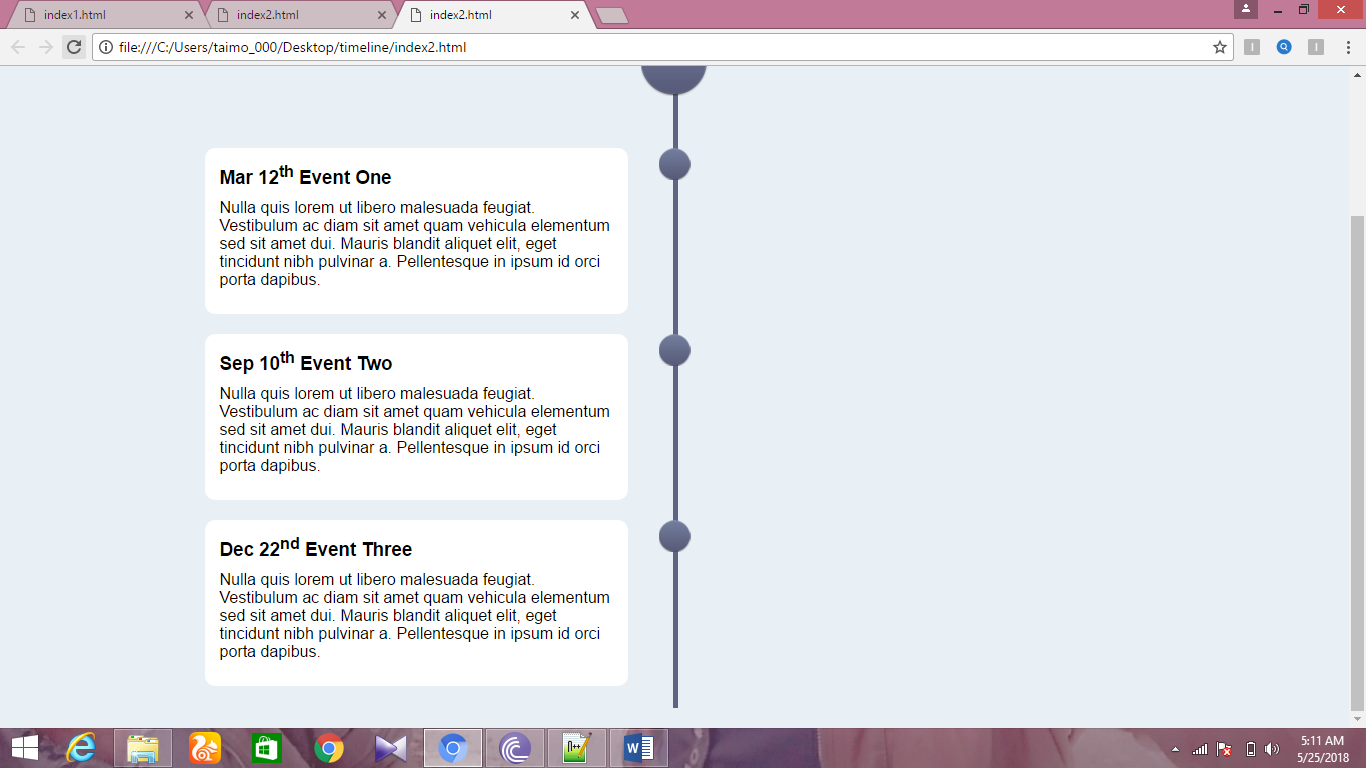 index1.html
index2.html
index2.html
file:///C:/Users/taimo_000/Desktop/timeline/index2.html
Mar 12th Event One
Nulla quis lorem ut libero malesuada feugiat.
Vestibulum ac diam sit amet quam vehicula elementum
sed sit amet dui. Mauris blandit aliquet elit, eget
tincidunt nibh pulvinar a. Pellentesque in ipsum id orci
porta dapibus.
Sep 10th Event Two
Nulla quis lorem ut libero malesuada feugiat.
Vestibulum ac diam sit amet quam vehicula elementum
sed sit amet dui. Mauris blandit aliquet elit, eget
tincidunt nibh pulvinar a. Pellentesque in ipsum id orci
porta dapibus.
Dec 22nd Event Three
Nulla quis lorem ut libero malesuada feugiat.
Vestibulum ac diam sit amet quam vehicula elementum
sed sit amet dui. Mauris blandit aliquet elit, eget
tincidunt nibh pulvinar a. Pellentesque in ipsum id orci
porta dapibus.
5:11 AM
5/25/2018